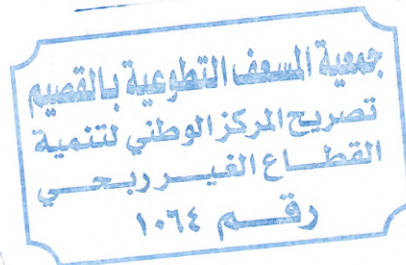 جمعية المسعف التطوعية بالقصيم
تصريح المركز الوطني لتنمية
القطاع الغير ربحي
رقم ١٠٦٤